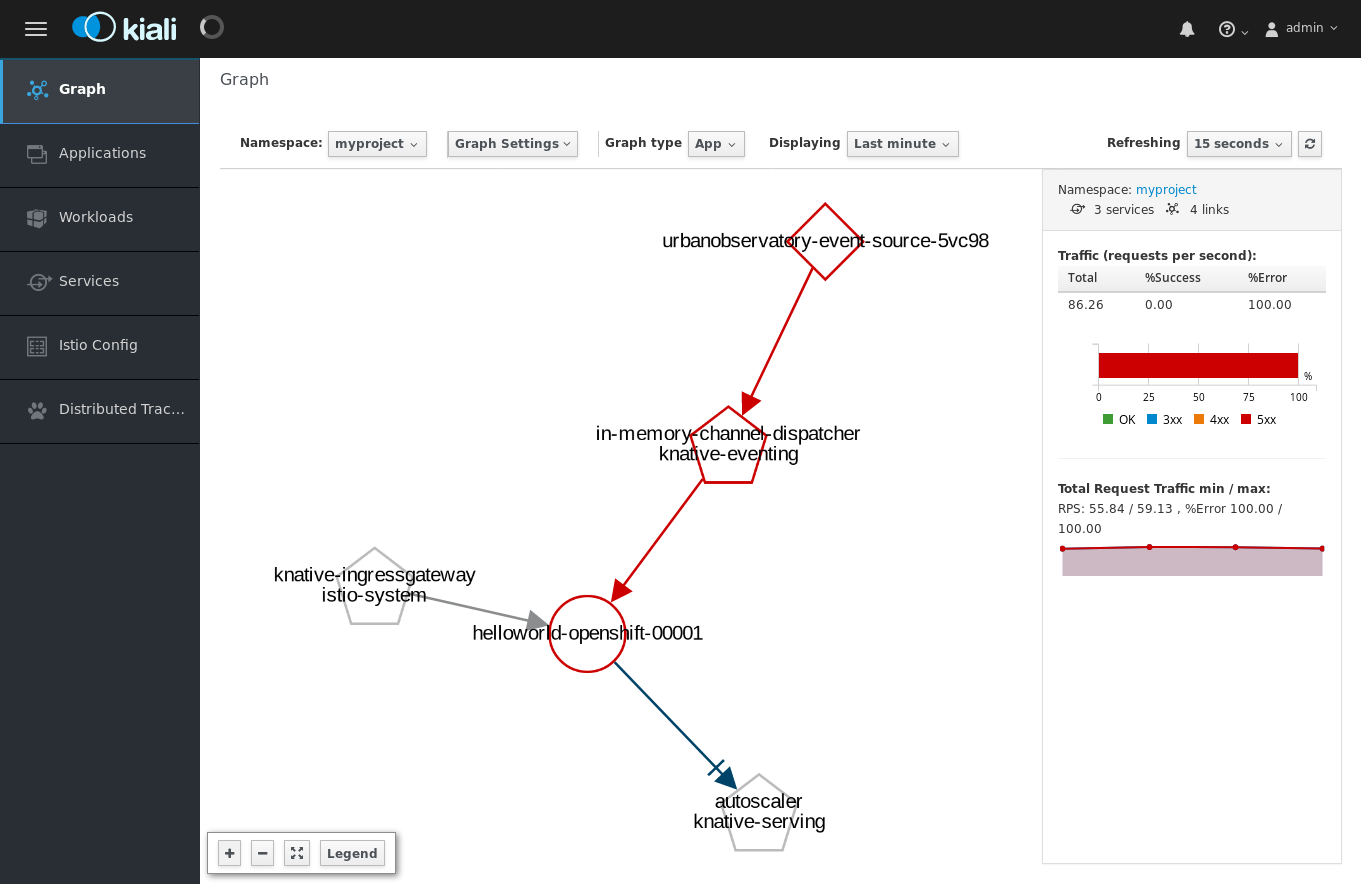 kiali
admin
Graph
Applications
Workloads
Services
Istio Config
Distributed Trac...
Graph
Namespace: myproject Graph Settings Graph type App Displaying Last minute Refreshing 15 seconds
Namespace: myproject
3 services 4 links
Traffic (requests per second):
Total %Success %Error
86.26 0.00 100.00
%
0 25 50 75 100
OK 3xx 4xx 5xx
Total Request Traffic min / max:
RPS: 55.84 / 59.13 , %Error 100.00 /
100.00
urbanobservatory-event-source-5vc98
in-memory-channel-dispatcher
knative-eventing
knative-ingressgateway
istio-system
helloworld-openshift-00001
autoscaler
knative-serving
Legend